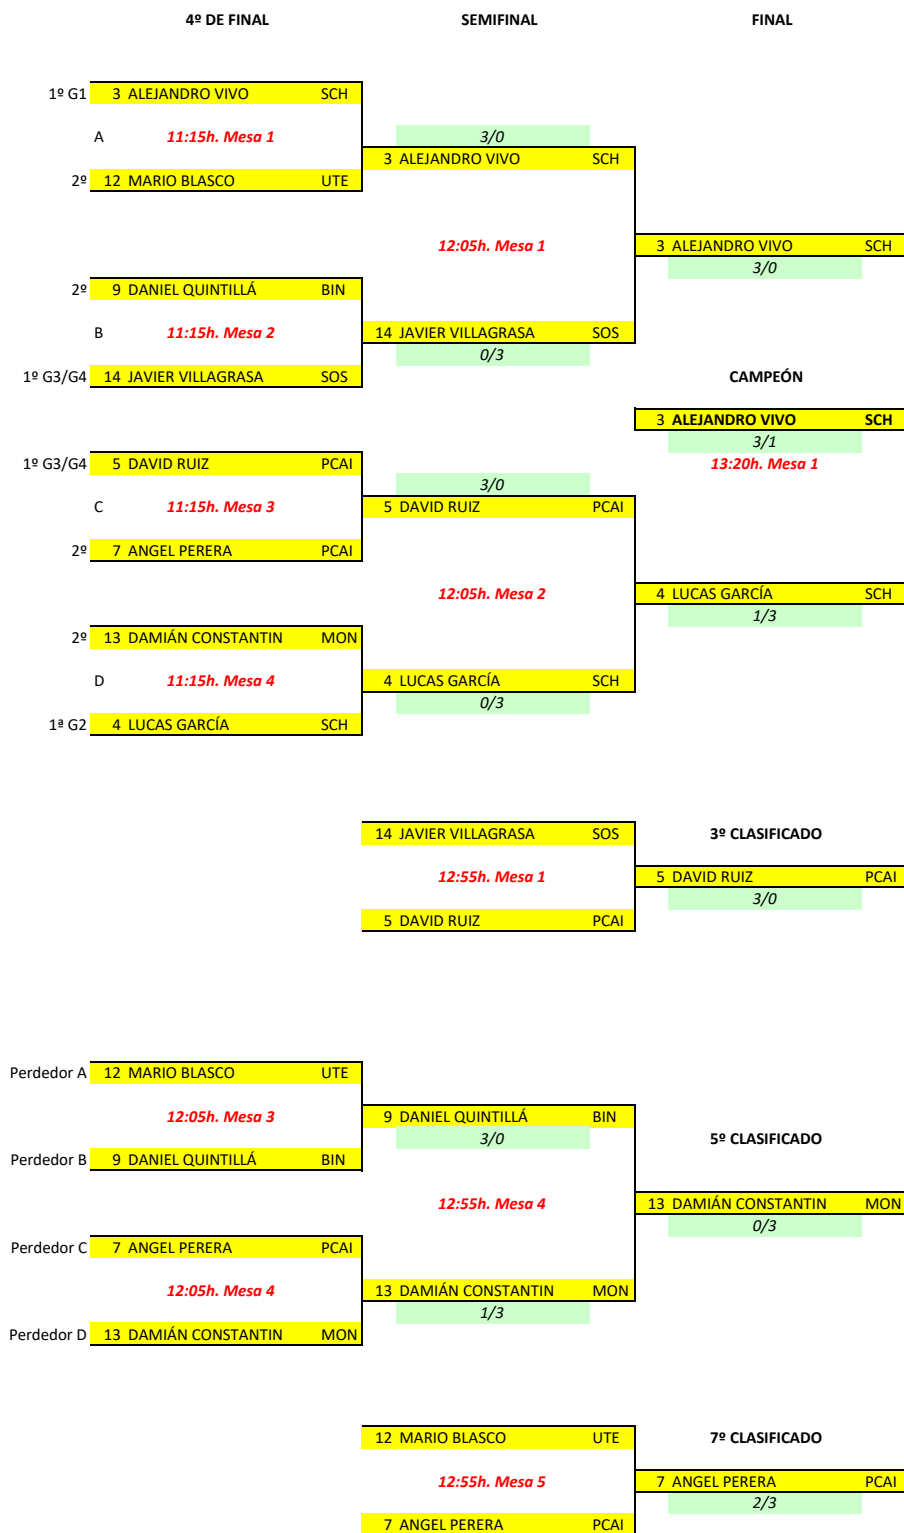 4º DE FINAL SEMIFINAL FINAL
1º G1 3 ALEJANDRO VIVO SCH
A 11:15h. Mesa 1 3/0
3 ALEJANDRO VIVO SCH
2º 12 MARIO BLASCO UTE
12:05h. Mesa 1 3 ALEJANDRO VIVO SCH
3/0
2º 9 DANIEL QUINTILLÁ BIN
B 11:15h. Mesa 2 14 JAVIER VILLAGRASA SOS
0/3
1º G3/G4 14 JAVIER VILLAGRASA SOS CAMPEÓN
3 ALEJANDRO VIVO SCH
3/1
1º G3/G4 5 DAVID RUIZ PCAI 13:20h. Mesa 1
3/0
C 11:15h. Mesa 3 5 DAVID RUIZ PCAI
2º 7 ANGEL PERERA PCAI
12:05h. Mesa 2 4 LUCAS GARCÍA SCH
1/3
2º 13 DAMIÁN CONSTANTIN MON
D 11:15h. Mesa 4 4 LUCAS GARCÍA SCH
0/3
1ª G2 4 LUCAS GARCÍA SCH
14 JAVIER VILLAGRASA SOS 3º CLASIFICADO
12:55h. Mesa 1 5 DAVID RUIZ PCAI
3/0
5 DAVID RUIZ PCAI
Perdedor A 12 MARIO BLASCO UTE
12:05h. Mesa 3 9 DANIEL QUINTILLÁ BIN
3/0 5º CLASIFICADO
Perdedor B 9 DANIEL QUINTILLÁ BIN
12:55h. Mesa 4 13 DAMIÁN CONSTANTIN MON
0/3
Perdedor C 7 ANGEL PERERA PCAI
12:05h. Mesa 4 13 DAMIÁN CONSTANTIN MON
1/3
Perdedor D 13 DAMIÁN CONSTANTIN MON
12 MARIO BLASCO UTE 7º CLASIFICADO
12:55h. Mesa 5 7 ANGEL PERERA PCAI
2/3
7 ANGEL PERERA PCAI